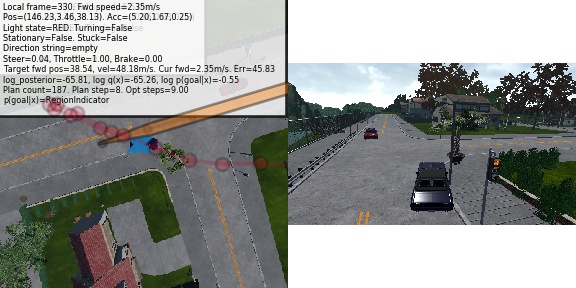 Local frame=330. Fwd speed=2.35m/s
Pos=(146.23,3.46,38.13). Acc=(5.20,1.67,0.25)
Light state=RED. Turning=False
Stationary=False. Stuck=False
Direction string=empty
Steer=0.04, Throttle=1.00, Brake=0.00
Target fwd pos=38.54, vel=48.18m/s. Cur fwd=2.35m/s. Err=45.83
log_posterior=-65.81, log q(x)=-65.26, log p(goal|x)=-0.55
Plan count=187. Plan step=8. Opt steps=9.00
p(goal|x)=RegionIndicator